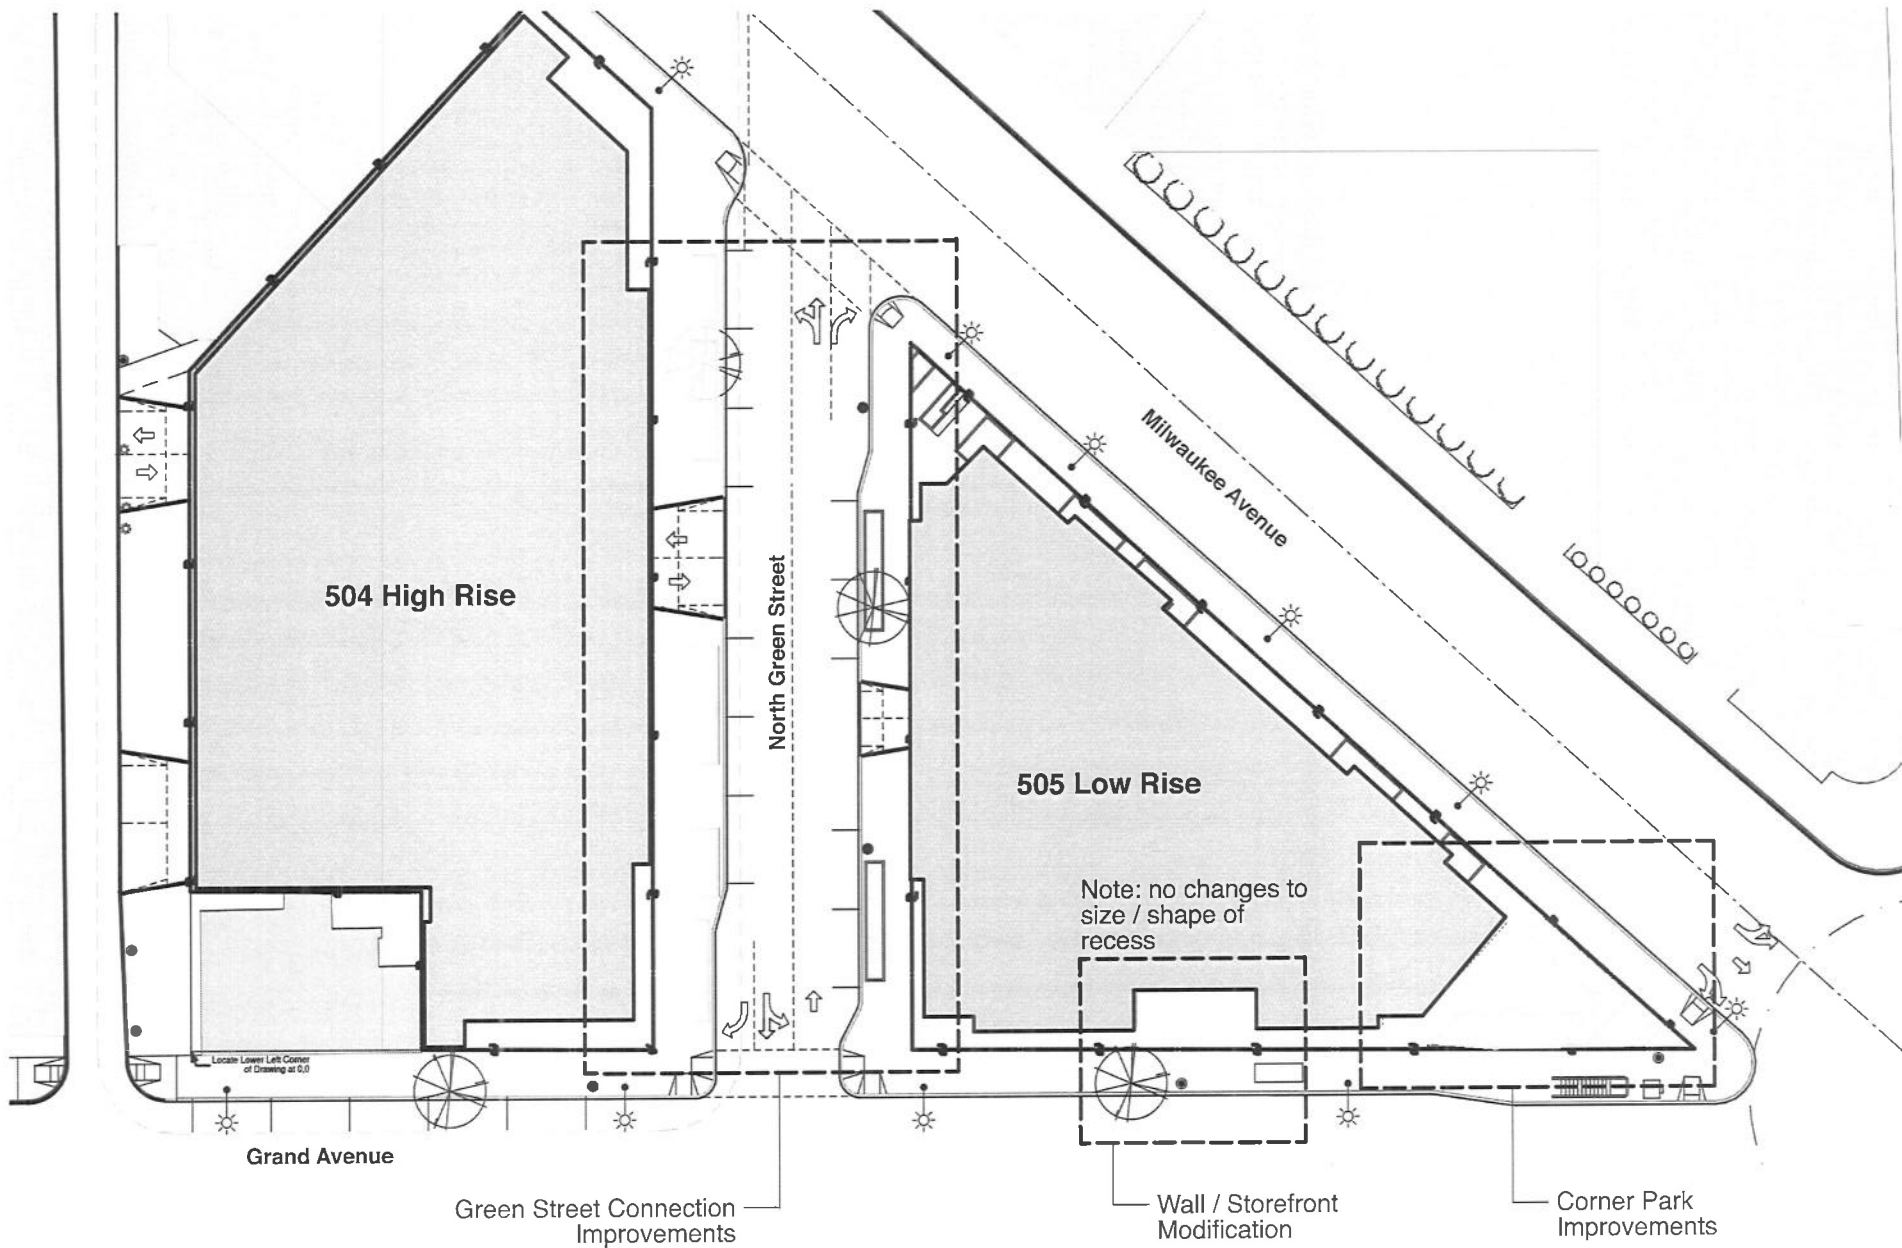 Milwaukee Avenue
504 High Rise
North Green Street
505 Low Rise
Note: no changes to
size / shape of
recess
Locate Lower Left Corner
of Drawing at 0,0
Grand Avenue
Green Street Connection
Improvements
Wall / Storefront
Modification
Corner Park
Improvements